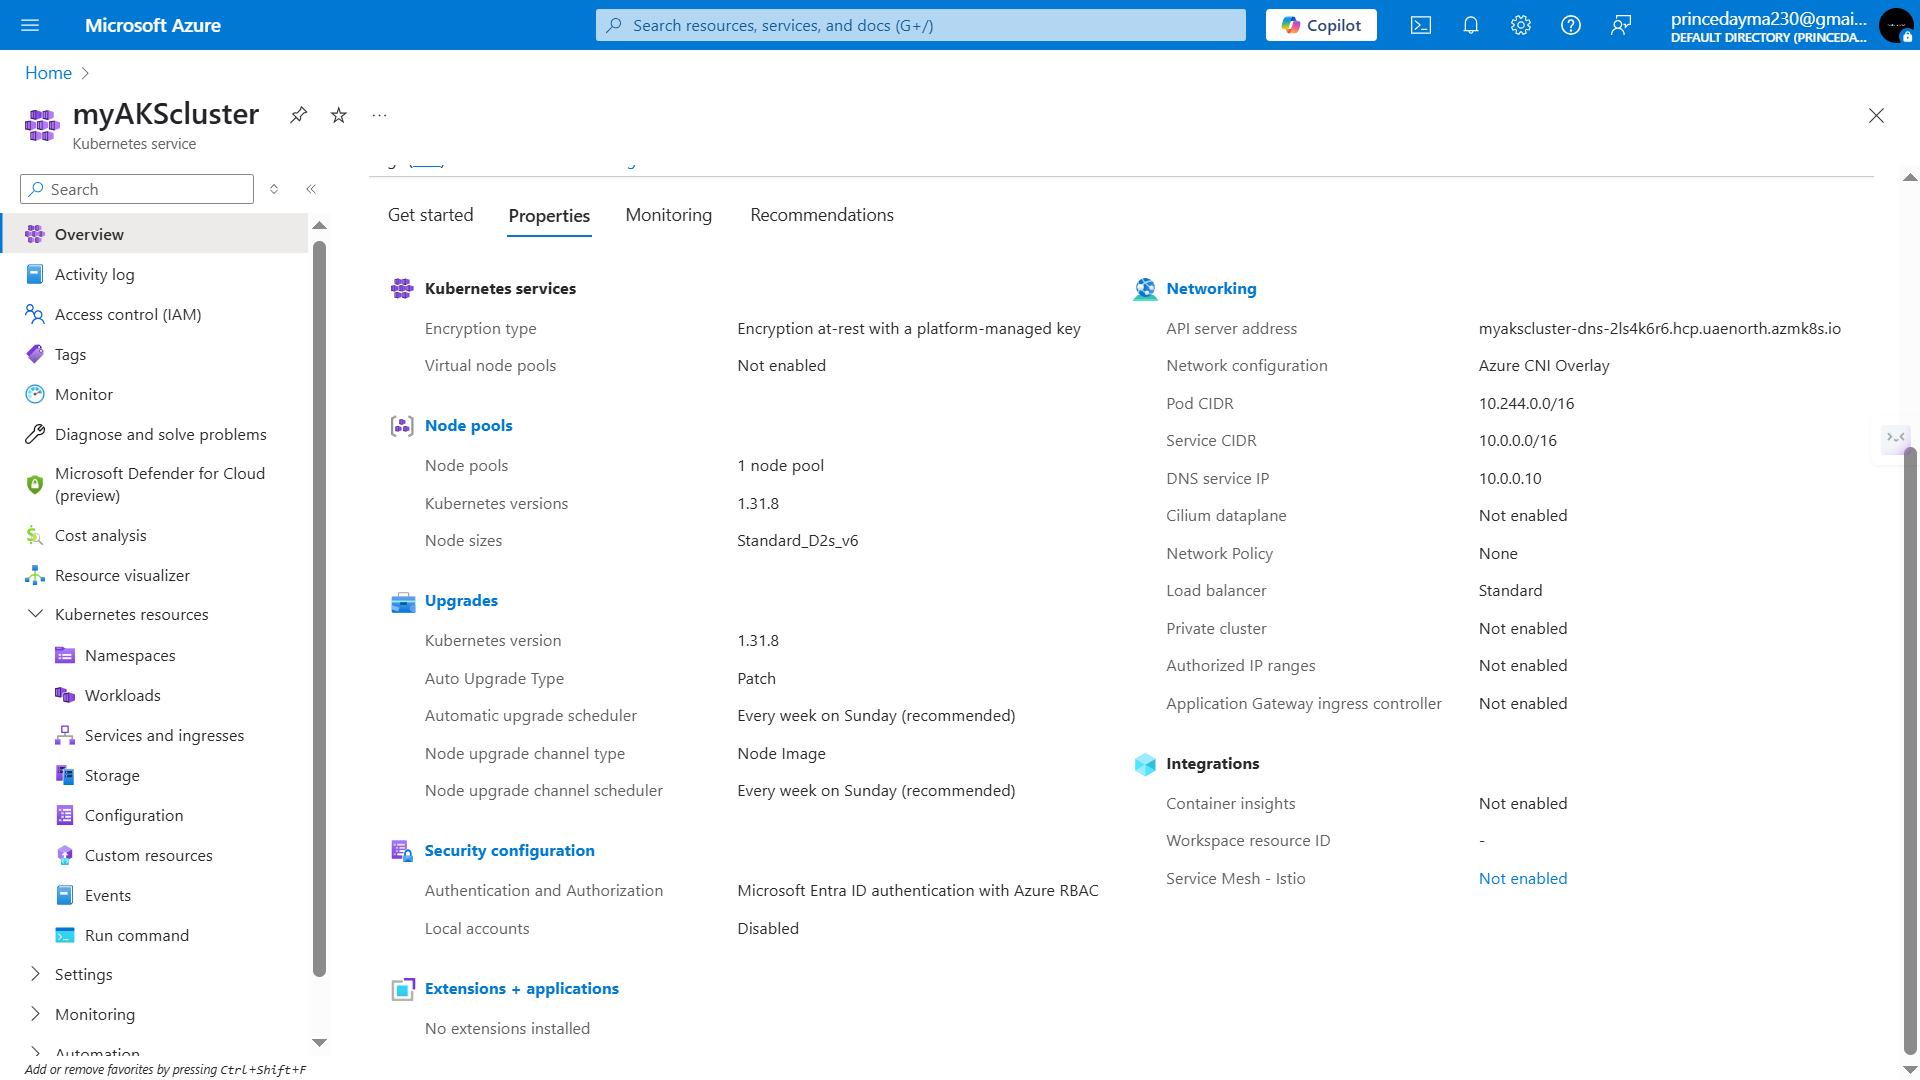 Microsoft Azure
Search resources, services, and docs (G+/)
Copilot
princedayma230@gmai...
DEFAULT DIRECTORY (PRINCEDA...
Home
myAKScluster
Kubernetes service
Search
Overview
Activity log
Access control (IAM)
Tags
Monitor
Diagnose and solve problems
Microsoft Defender for Cloud
(preview)
Cost analysis
Resource visualizer
Kubernetes resources
Namespaces
Workloads
Services and ingresses
Storage
Configuration
Custom resources
Events
Run command
Settings
Monitoring
Automation
Add or remove favorites by pressing Ctrl+Shift+F
Get started
Properties
Monitoring
Recommendations
Kubernetes services
Encryption type Encryption at-rest with a platform-managed key
Virtual node pools Not enabled
Node pools
Node pools 1 node pool
Kubernetes versions 1.31.8
Node sizes Standard_D2s_v6
Upgrades
Kubernetes version 1.31.8
Auto Upgrade Type Patch
Automatic upgrade scheduler Every week on Sunday (recommended)
Node upgrade channel type Node Image
Node upgrade channel scheduler Every week on Sunday (recommended)
Security configuration
Authentication and Authorization Microsoft Entra ID authentication with Azure RBAC
Local accounts Disabled
Extensions + applications
No extensions installed
Networking
API server address myakscluster-dns-2ls4k6r6.hcp.uaenorth.azmk8s.io
Network configuration Azure CNI Overlay
Pod CIDR 10.244.0.0/16
Service CIDR 10.0.0.0/16
DNS service IP 10.0.0.10
Cilium dataplane Not enabled
Network Policy None
Load balancer Standard
Private cluster Not enabled
Authorized IP ranges Not enabled
Application Gateway ingress controller Not enabled
Integrations
Container insights Not enabled
Workspace resource ID -
Service Mesh - Istio Not enabled